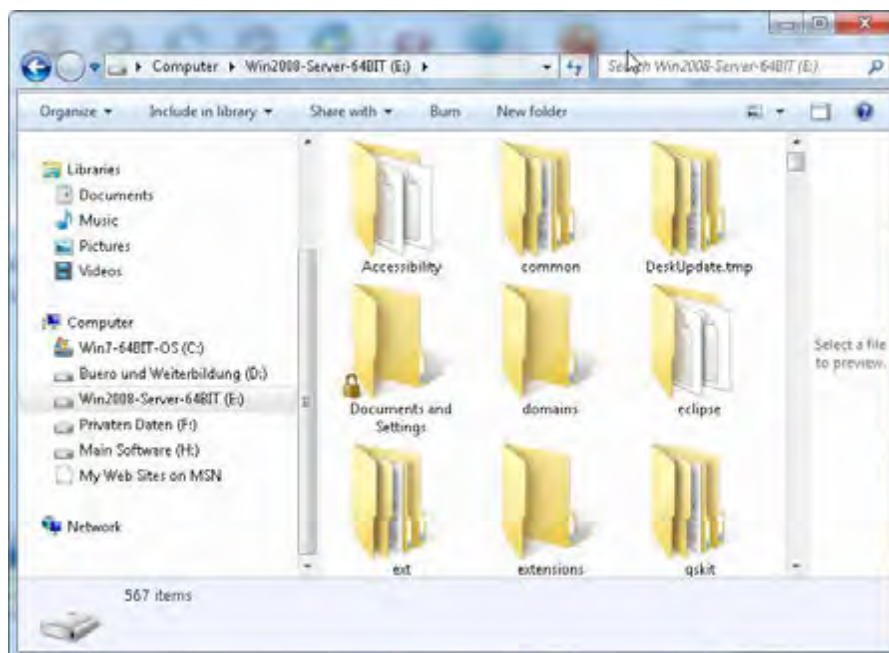 Computer Win2008-Server-64BIT (E:)
Search Win2008-Server-64BIT (E:)
Organize Include in library Share with Burn New folder
Libraries
Documents
Music
Pictures
Videos
Computer
Win7-64BIT-OS (C:)
Buero und Weiterbildung (D:)
Win2008-Server-64BIT (E:)
Privaten Daten (F:)
Main Software (H:)
My Web Sites on MSN
Network
Accessibility
common
DeskUpdate.tmp
Documents and
Settings
domains
eclipse
ext
extensions
qskit
Select a file
to preview.
567 items